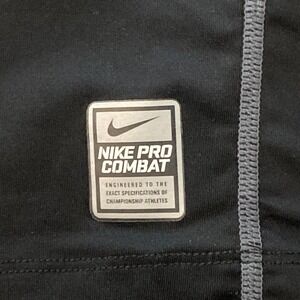 NIKE PRO
COMBAT
ENGINEERED TO THE
EXACT SPECIFICATIONS OF
CHAMPIONSHIP ATHLETES